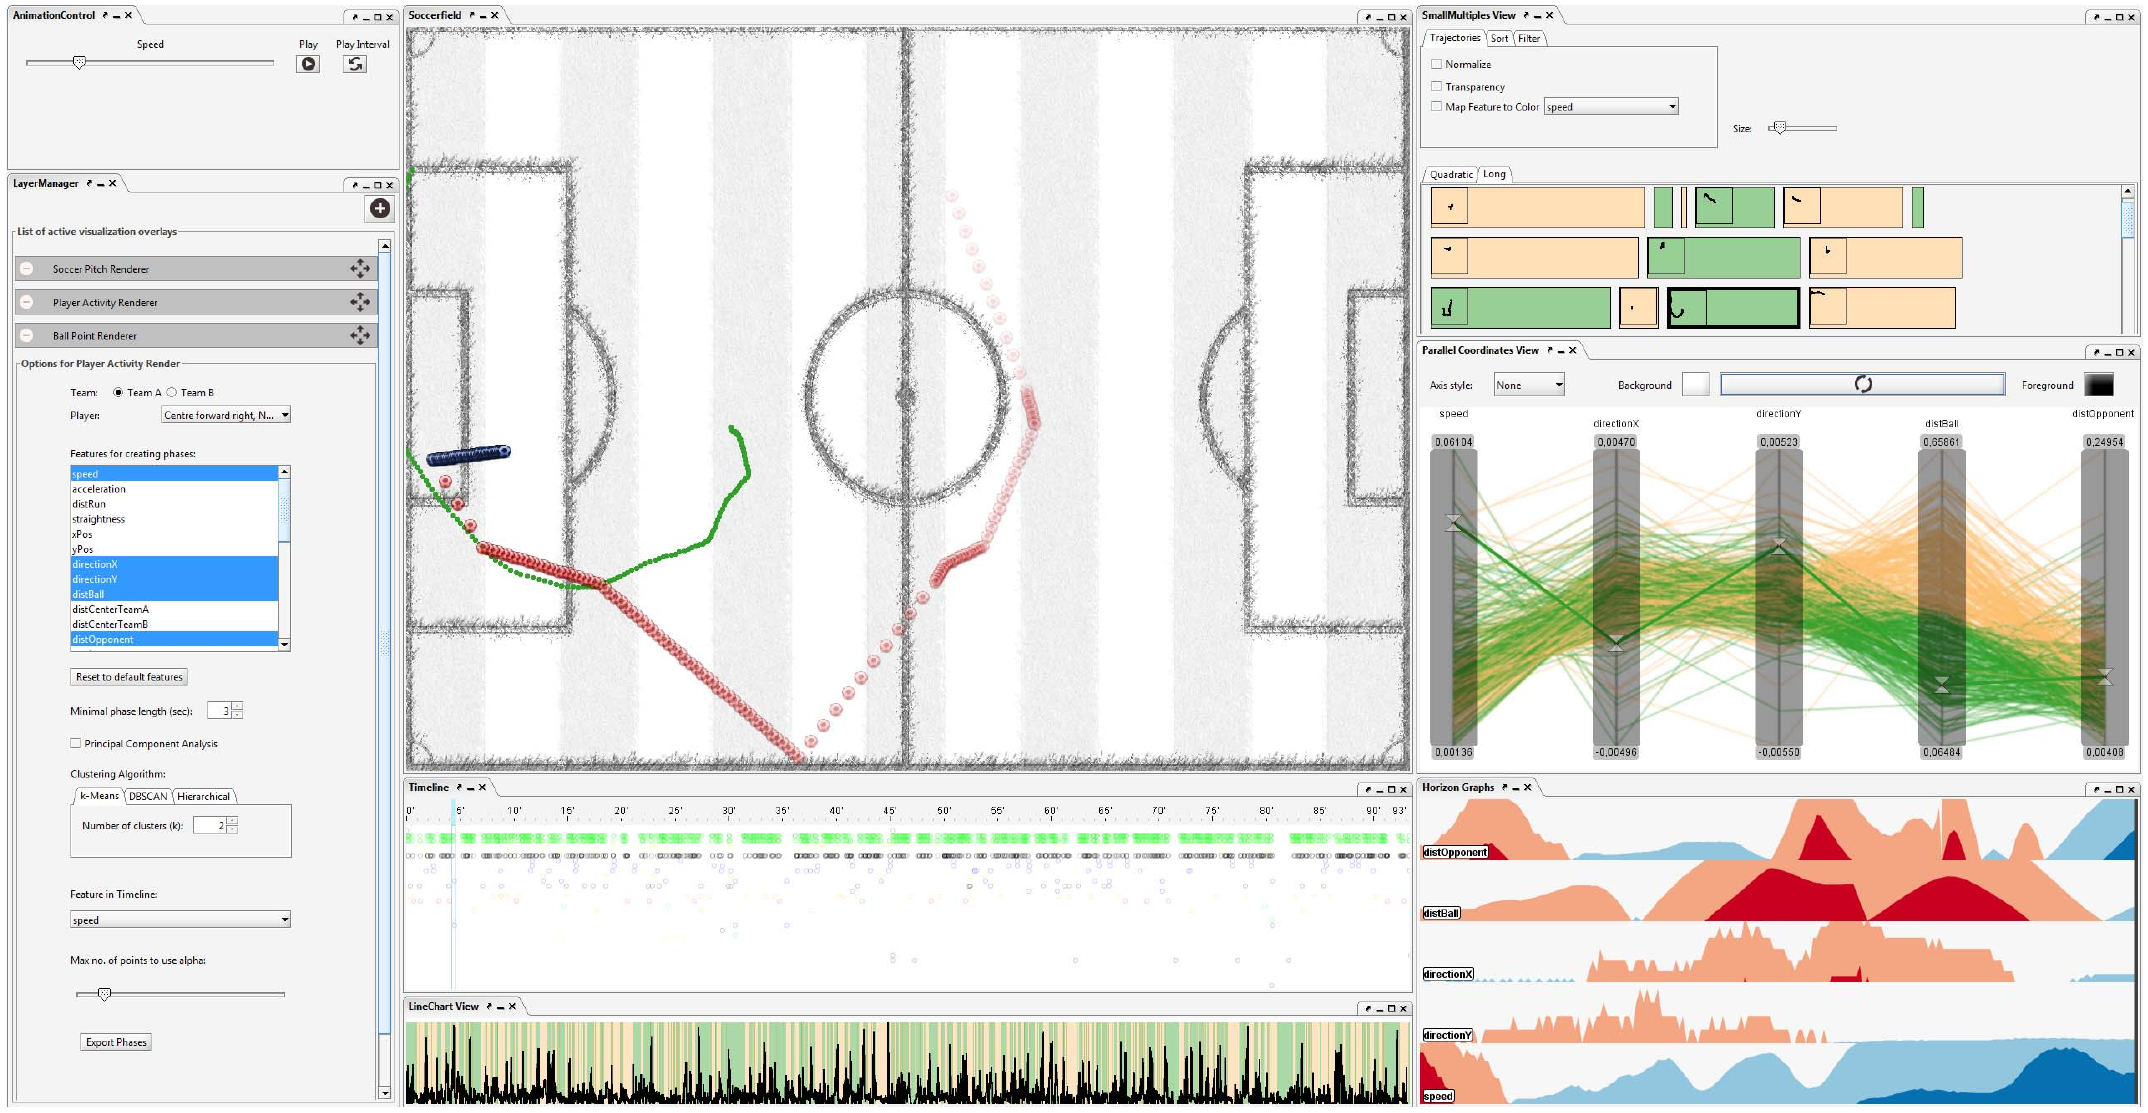 AnimationControl
Speed
Play
Play Interval
LayerManager
List of active visualization overlays
Soccer Pitch Renderer
Player Activity Renderer
Ball Point Renderer
Options for Player Activity Render
Team: Team A Team B
Player: Centre forward right, N...
Features for creating phases:
speed
acceleration
distRun
straightness
xPos
yPos
directionX
directionY
distBall
distCenterTeamA
distCenterTeamB
distOpponent
Reset to default features
Minimal phase length (sec): 3
Principal Component Analysis
Clustering Algorithm:
k-Means DBSCAN Hierarchical
Number of clusters (k): 2
Feature in Timeline:
speed
Max no. of points to use alpha:
Export Phases
Soccerfield
Timeline
0' 5' 10' 15' 20' 25' 30' 35' 40' 45' 50' 55' 60' 65' 70' 75' 80' 85' 90' 93'
LineChart View
SmallMultiples View
Trajectories Sort Filter
Normalize
Transparency
Map Feature to Color speed
Size:
Quadratic Long
Parallel Coordinates View
Axis style: None Background Foreground
speed directionX directionY distBall distOpponent
0,06104 0,00470 0,00523 0,65861 0,24954
0,00136 -0,00496 -0,00550 0,06484 0,00408
Horizon Graphs
distOpponent
distBall
directionX
directionY
speed